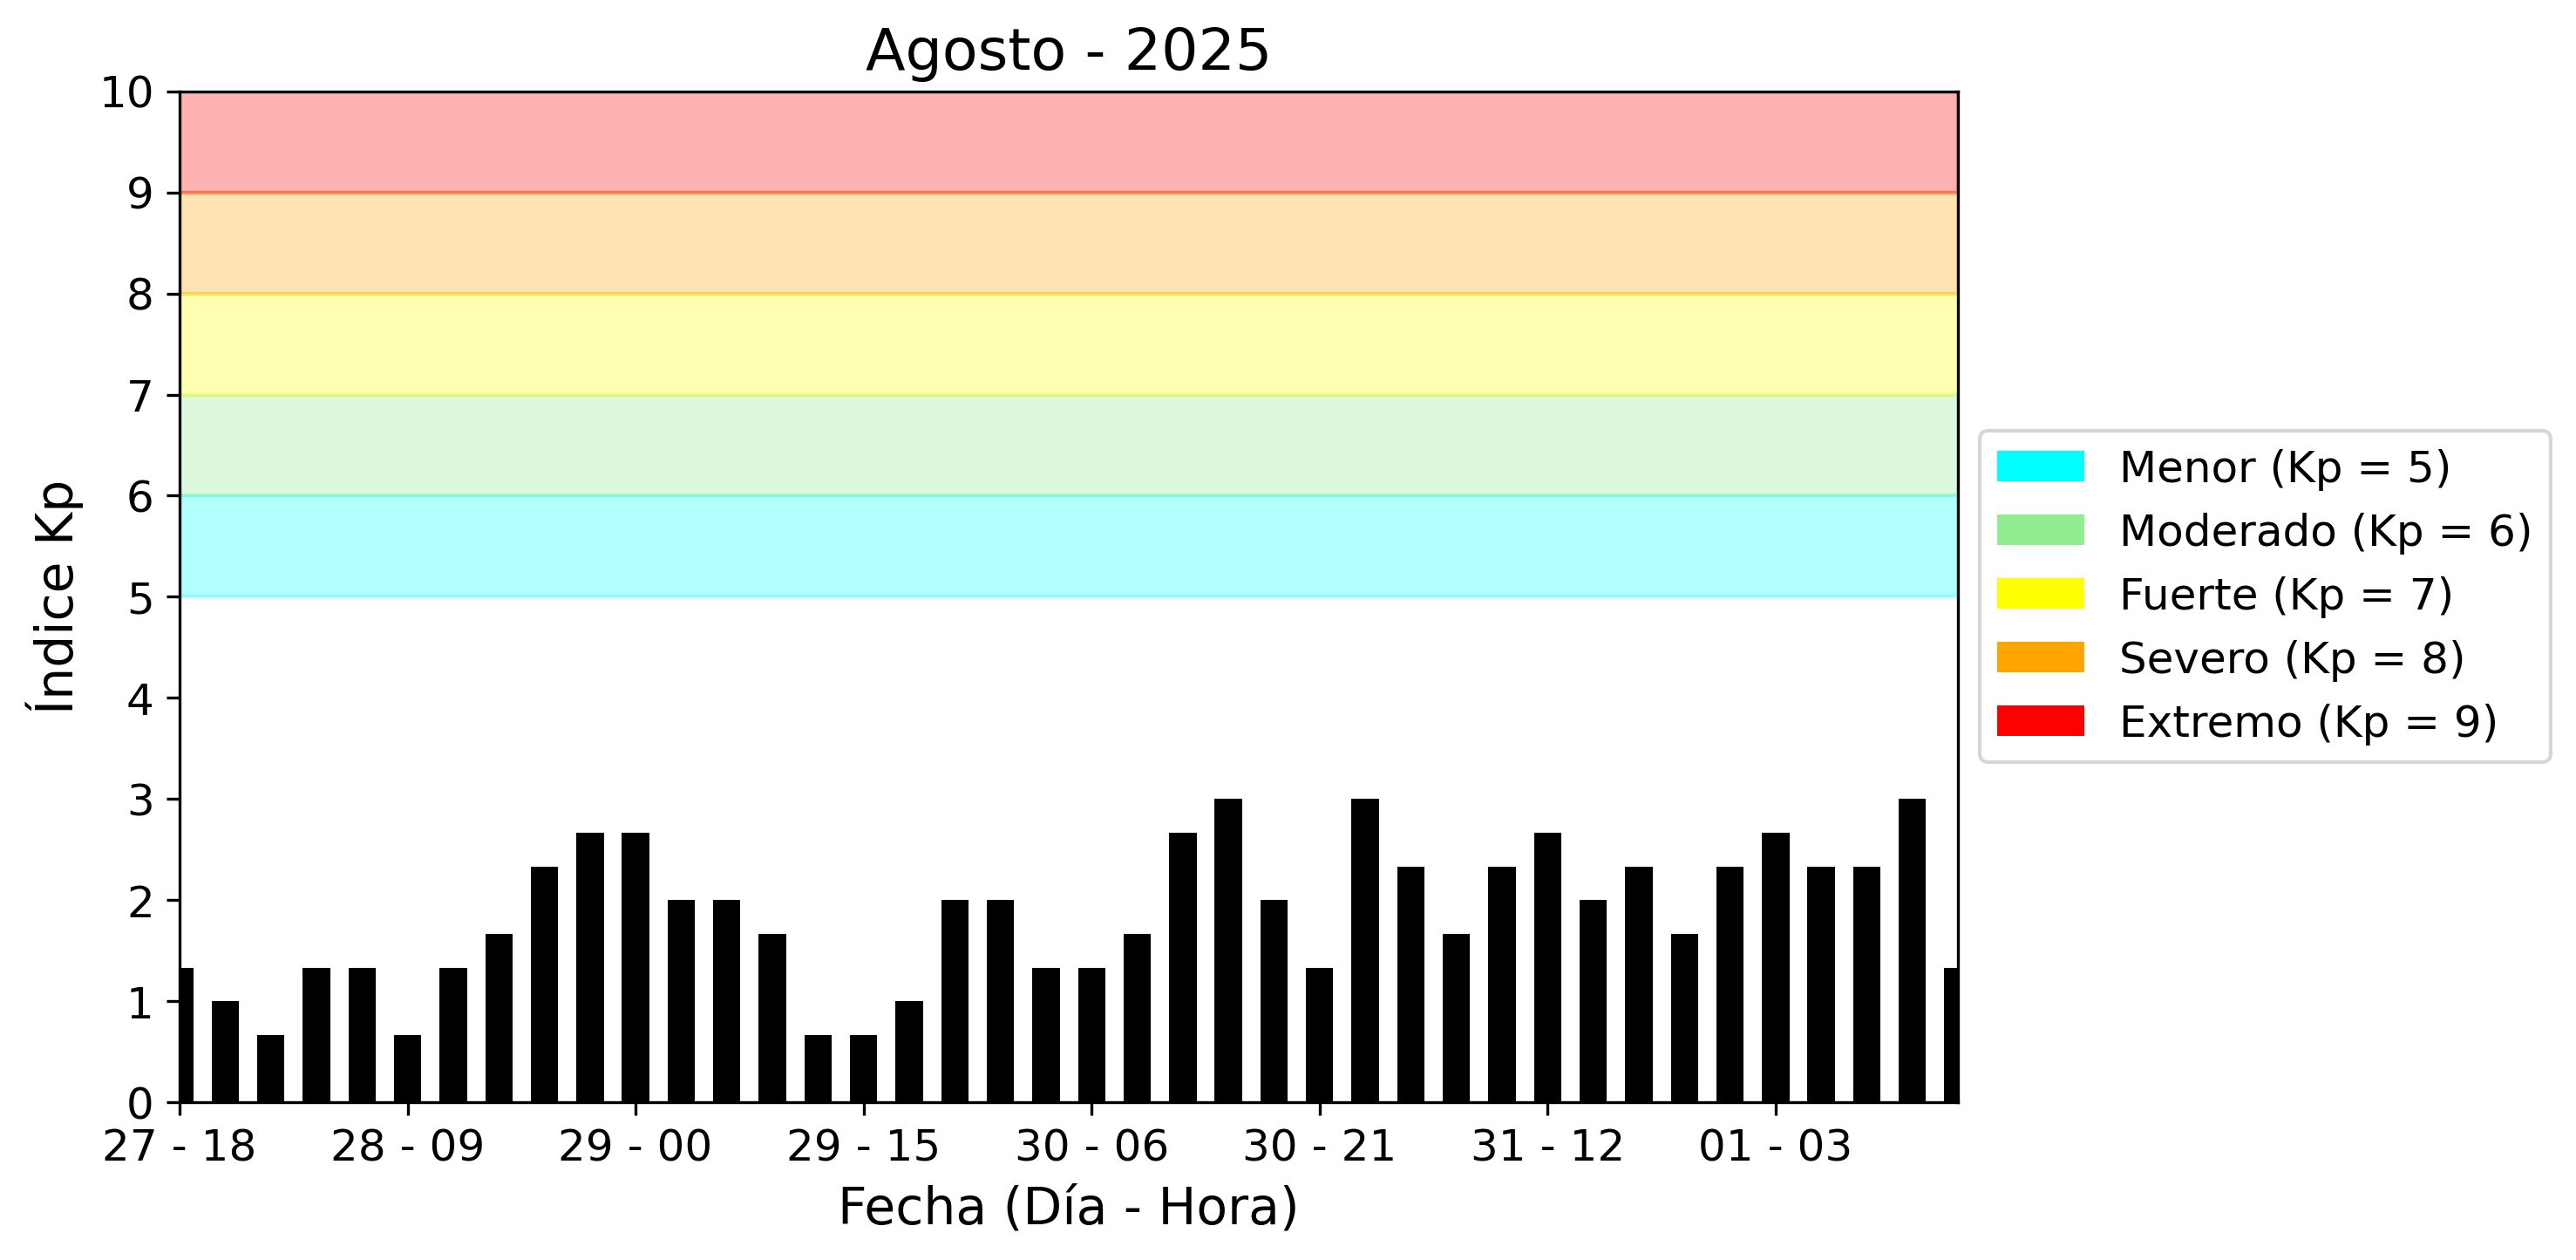 Agosto - 2025
Índice Kp
10
9
8
7
6
5
4
3
2
1
0
27 - 18
28 - 09
29 - 00
29 - 15
30 - 06
30 - 21
31 - 12
01 - 03
Fecha (Día - Hora)
Menor (Kp = 5)
Moderado (Kp = 6)
Fuerte (Kp = 7)
Severo (Kp = 8)
Extremo (Kp = 9)